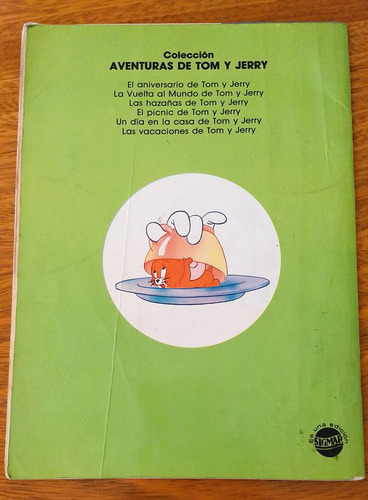 Colección
AVENTURAS DE TOM Y JERRY
El aniversario de Tom y Jerry
La Vuelta al Mundo de Tom y Jerry
Las hazañas de Tom y Jerry
El picnic de Tom y Jerry
Un día en la casa de Tom y Jerry
Las vacaciones de Tom y Jerry
Es una edición
SIGMAR